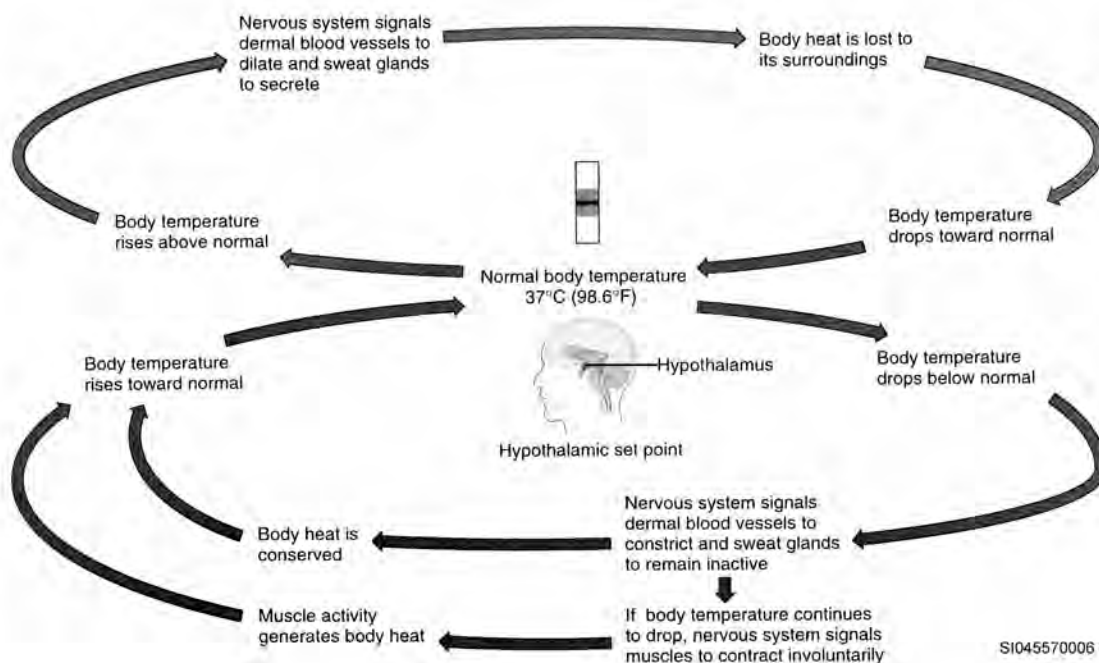 Nervous system signals
dermal blood vessels to
dilate and sweat glands
to secrete
Body heat is lost to
its surroundings
Body temperature
rises above normal
Body temperature
drops toward normal
Normal body temperature
37°C (98.6°F)
Body temperature
rises toward normal
Hypothalamus
Body temperature
drops below normal
Hypothalamic set point
Nervous system signals
dermal blood vessels to
constrict and sweat glands
to remain inactive
Body heat is
conserved
Muscle activity
generates body heat
If body temperature continues
to drop, nervous system signals
muscles to contract involuntarily
SI045570006